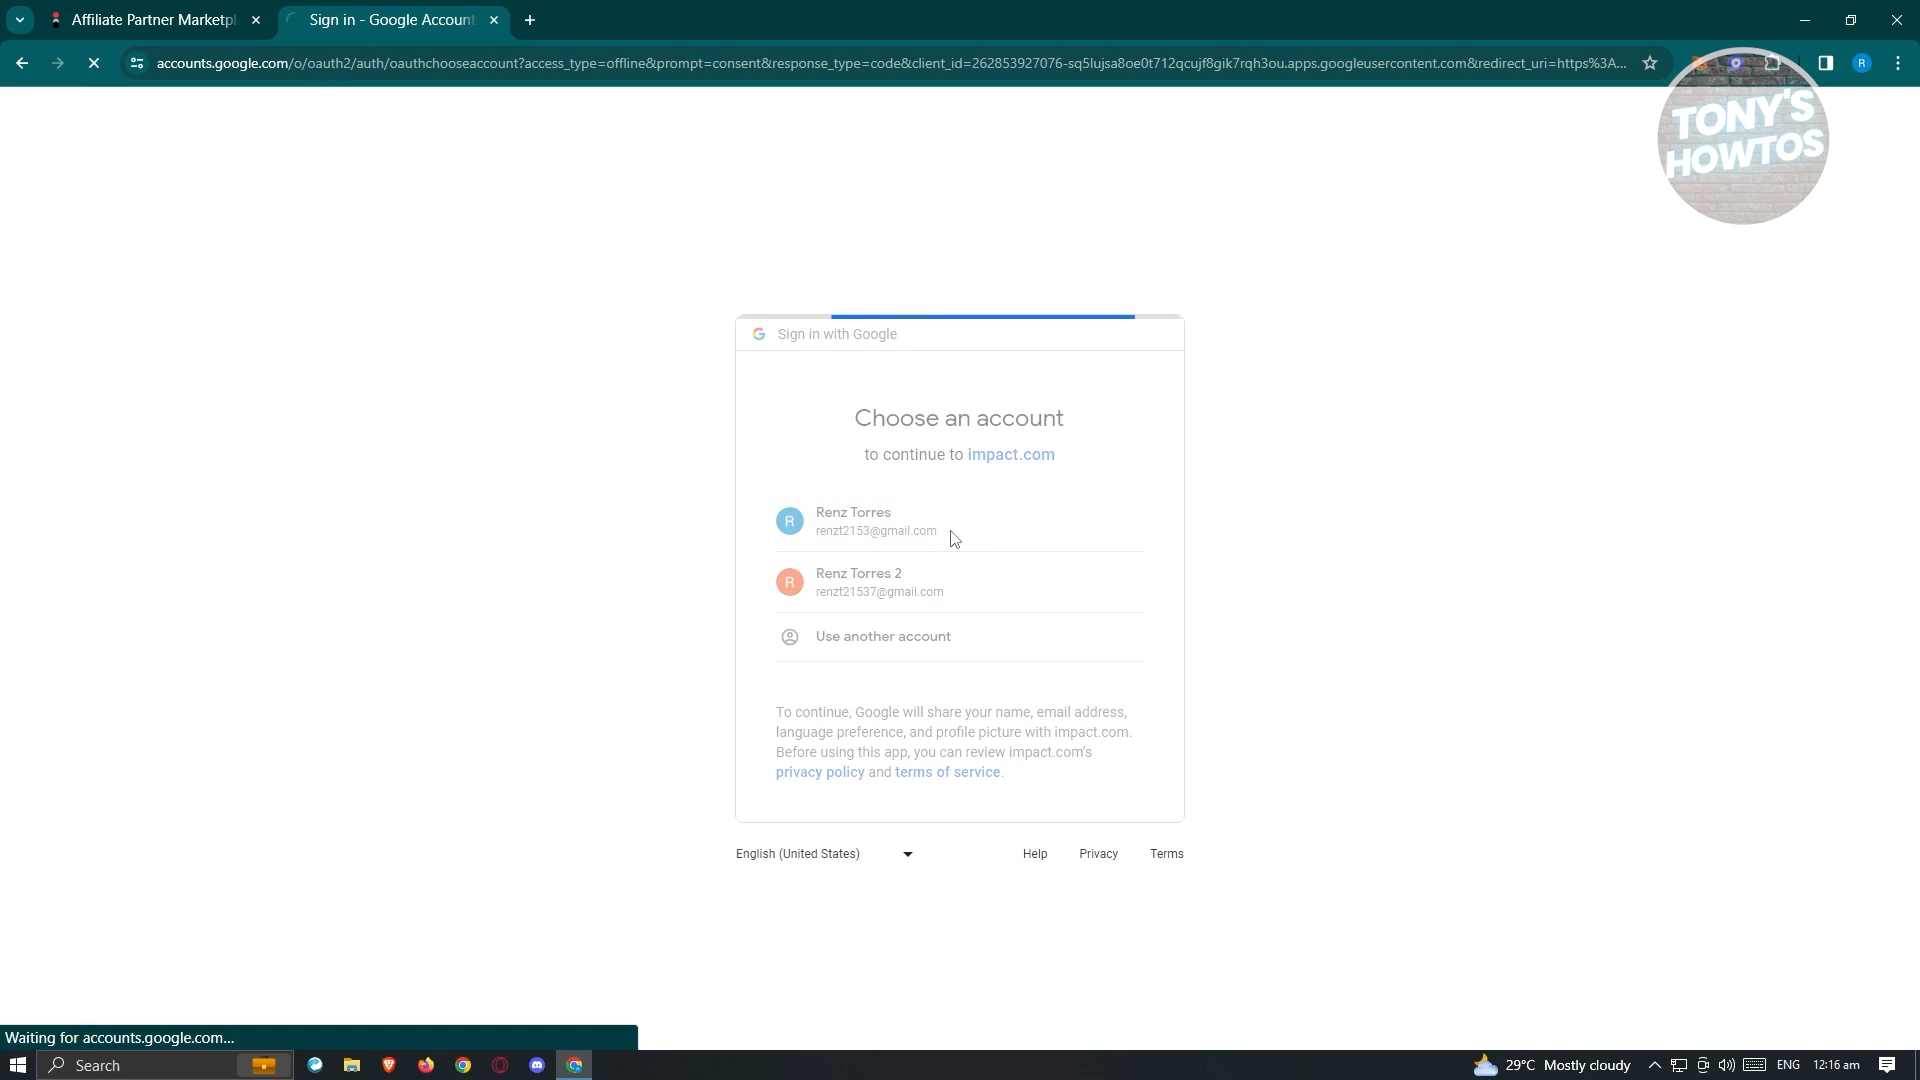 Affiliate Partner Marketpl
Sign in - Google Account
accounts.google.com/o/oauth2/auth/oauthchooseaccount?access_type=offline&prompt=consent&response_type=code&client_id=262853927076-sq5lujsa8oe0t712qcujf8gik7rqh3ou.apps.googleusercontent.com&redirect_uri=https%3A...
R
TONY'S
HOWTOS
Sign in with Google
Choose an account
to continue to impact.com
R
Renz Torres
renzt2153@gmail.com
R
Renz Torres 2
renzt21537@gmail.com
Use another account
To continue, Google will share your name, email address,
language preference, and profile picture with impact.com.
Before using this app, you can review impact.com's
privacy policy and terms of service.
English (United States)
Help
Privacy
Terms
Waiting for accounts.google.com...
Search
29°C Mostly cloudy
ENG
12:16 am